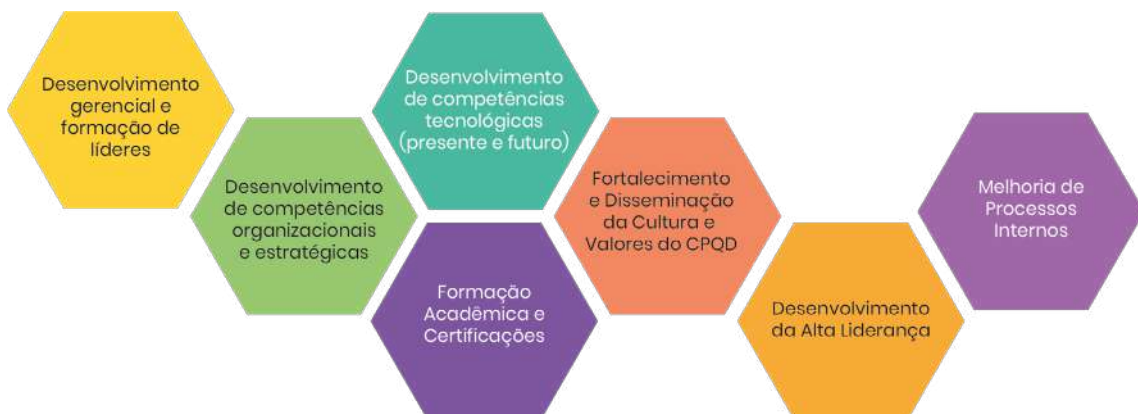 Desenvolvimento
gerencial e
formação de
líderes
Desenvolvimento
de competências
organizacionais
e estratégicas
Desenvolvimento
de competências
tecnológicas
(presente e futuro)
Formação
Acadêmica e
Certificações
Fortalecimento
e Disseminação
da Cultura e
Valores do CPQD
Desenvolvimento
da Alta Liderança
Melhoria de
Processos
Internos